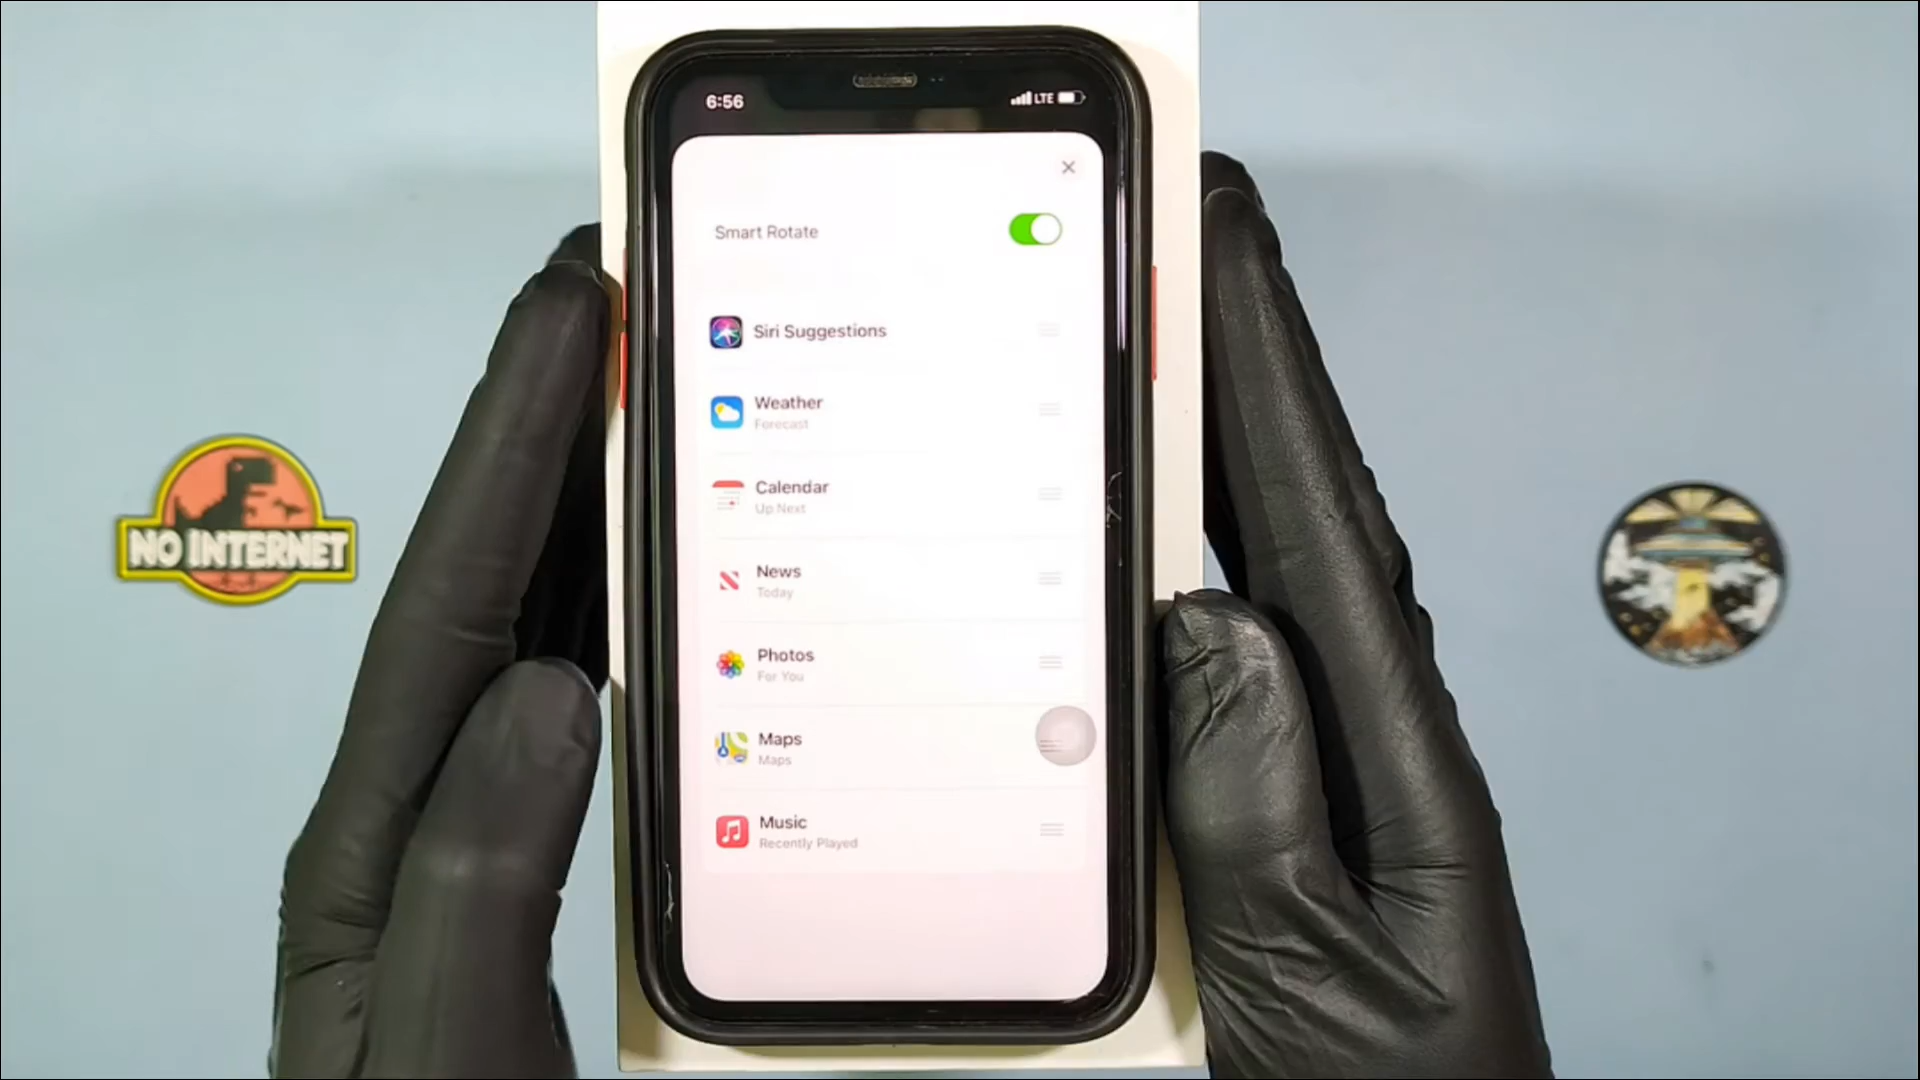 6:56
LTE
Smart Rotate
Siri Suggestions
Weather
Forecast
Calendar
Up Next
News
Today
Photos
For You
Maps
Maps
Music
Recently Played
NO INTERNET